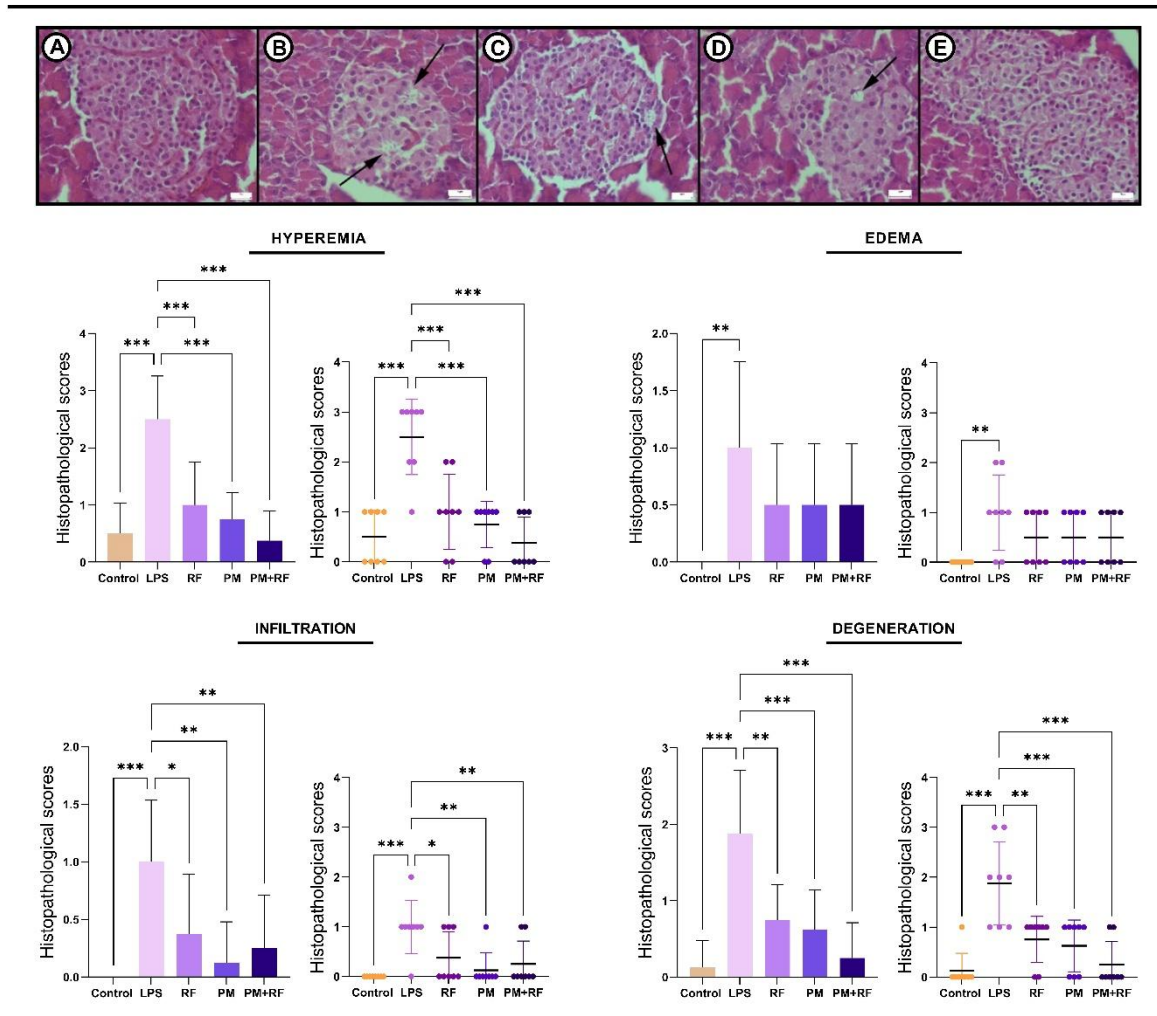 A B C D E
HYPEREMIA
***
***
*** ***
Histopathological scores
4
3
2
1
0
Control LPS RF PM PM+RF
***
***
*** ***
Histopathological scores
4
3
2
1
0
Control LPS RF PM PM+RF
EDEMA
**
Histopathological scores
2.0
1.5
1.0
0.5
0.0
Control LPS RF PM PM+RF
**
Histopathological scores
4
3
2
1
0
Control LPS RF PM PM+RF
INFILTRATION
**
**
*** *
Histopathological scores
2.0
1.5
1.0
0.5
0.0
Control LPS RF PM PM+RF
**
**
*** *
Histopathological scores
4
3
2
1
0
Control LPS RF PM PM+RF
DEGENERATION
***
***
*** **
Histopathological scores
3
2
1
0
Control LPS RF PM PM+RF
***
***
*** **
Histopathological scores
4
3
2
1
0
Control LPS RF PM PM+RF